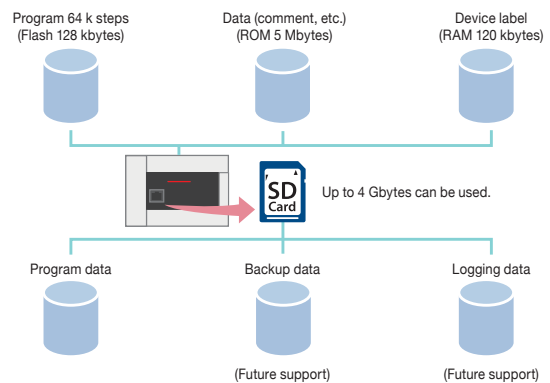 Program 64 k steps
(Flash 128 kbytes)
Data (comment, etc.)
(ROM 5 Mbytes)
Device label
(RAM 120 kbytes)
SD
Card
Up to 4 Gbytes can be used.
Program data
Backup data
Logging data
(Future support)
(Future support)